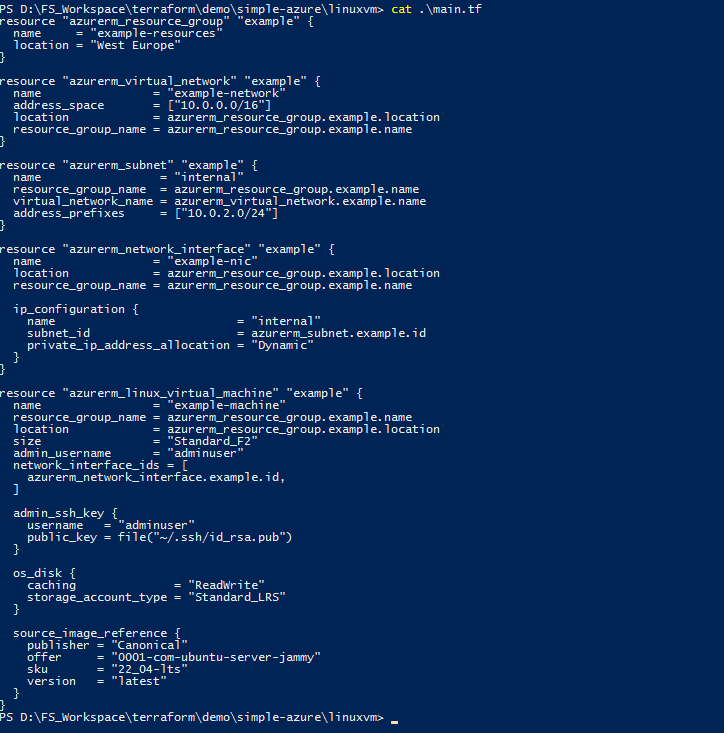 PS D:\FS_Workspace\terraform\demo\simple-azure\linuxvm> cat .\main.tf
resource "azurerm_resource_group" "example" {
  name     = "example-resources"
  location = "West Europe"
}

resource "azurerm_virtual_network" "example" {
  name                = "example-network"
  address_space       = ["10.0.0.0/16"]
  location            = azurerm_resource_group.example.location
  resource_group_name = azurerm_resource_group.example.name
}

resource "azurerm_subnet" "example" {
  name                 = "internal"
  resource_group_name  = azurerm_resource_group.example.name
  virtual_network_name = azurerm_virtual_network.example.name
  address_prefixes     = ["10.0.2.0/24"]
}

resource "azurerm_network_interface" "example" {
  name                = "example-nic"
  location            = azurerm_resource_group.example.location
  resource_group_name = azurerm_resource_group.example.name

  ip_configuration {
    name                          = "internal"
    subnet_id                     = azurerm_subnet.example.id
    private_ip_address_allocation = "Dynamic"
  }
}

resource "azurerm_linux_virtual_machine" "example" {
  name                = "example-machine"
  resource_group_name = azurerm_resource_group.example.name
  location            = azurerm_resource_group.example.location
  size                = "Standard_F2"
  admin_username      = "adminuser"
  network_interface_ids = [
    azurerm_network_interface.example.id,
  ]

  admin_ssh_key {
    username   = "adminuser"
    public_key = file("~/.ssh/id_rsa.pub")
  }

  os_disk {
    caching              = "ReadWrite"
    storage_account_type = "Standard_LRS"
  }

  source_image_reference {
    publisher = "Canonical"
    offer     = "0001-com-ubuntu-server-jammy"
    sku       = "22_04-lts"
    version   = "latest"
  }
}
PS D:\FS_Workspace\terraform\demo\simple-azure\linuxvm>